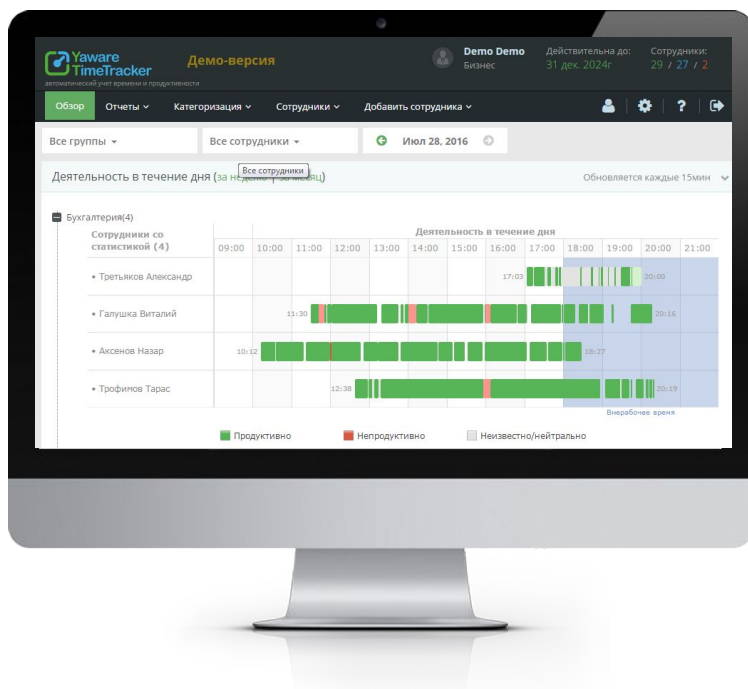 Yaware
TimeTracker
автоматический учет времени и продуктивности
Демо-версия
Demo Demo
Бизнес
Действительна до:
31 дек. 2024г
Сотрудники:
29 / 27 / 2
Обзор Отчеты Категоризация Сотрудники Добавить сотрудника ?
Все группы Все сотрудники Июл 28, 2016
Все сотрудники
Деятельность в течение дня (за неделю | за месяц) Обновляется каждые 15мин
Бухгалтерия(4)
Сотрудники со
статистикой (4)
Деятельность в течение дня
09:00 10:00 11:00 12:00 13:00 14:00 15:00 16:00 17:00 18:00 19:00 20:00 21:00
• Третьяков Александр 17:03 20:00
• Галушка Виталий 11:30 20:16
• Аксенов Назар 10:12 18:27
• Трофимов Тарас 12:38 20:19
Внерабочее время
Продуктивно Непродуктивно Неизвестно/нейтрально